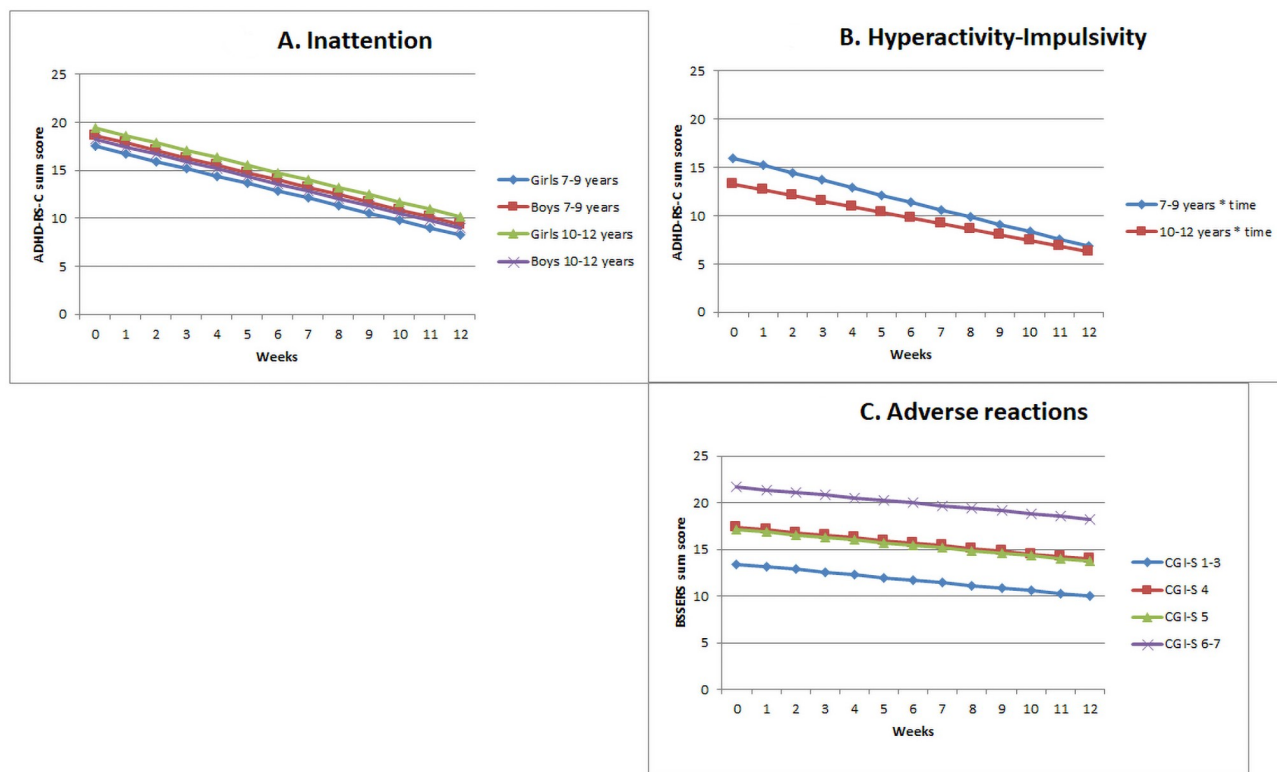 A. Inattention
ADHD-RS-C sum score
25
20
15
10
5
0
0 1 2 3 4 5 6 7 8 9 10 11 12
Weeks
Girls 7-9 years
Boys 7-9 years
Girls 10-12 years
Boys 10-12 years
B. Hyperactivity-Impulsivity
ADHD-RS-C sum score
25
20
15
10
5
0
0 1 2 3 4 5 6 7 8 9 10 11 12
Weeks
7-9 years * time
10-12 years * time
C. Adverse reactions
BSSERS sum score
25
20
15
10
5
0
0 1 2 3 4 5 6 7 8 9 10 11 12
Weeks
CGI-S 1-3
CGI-S 4
CGI-S 5
CGI-S 6-7